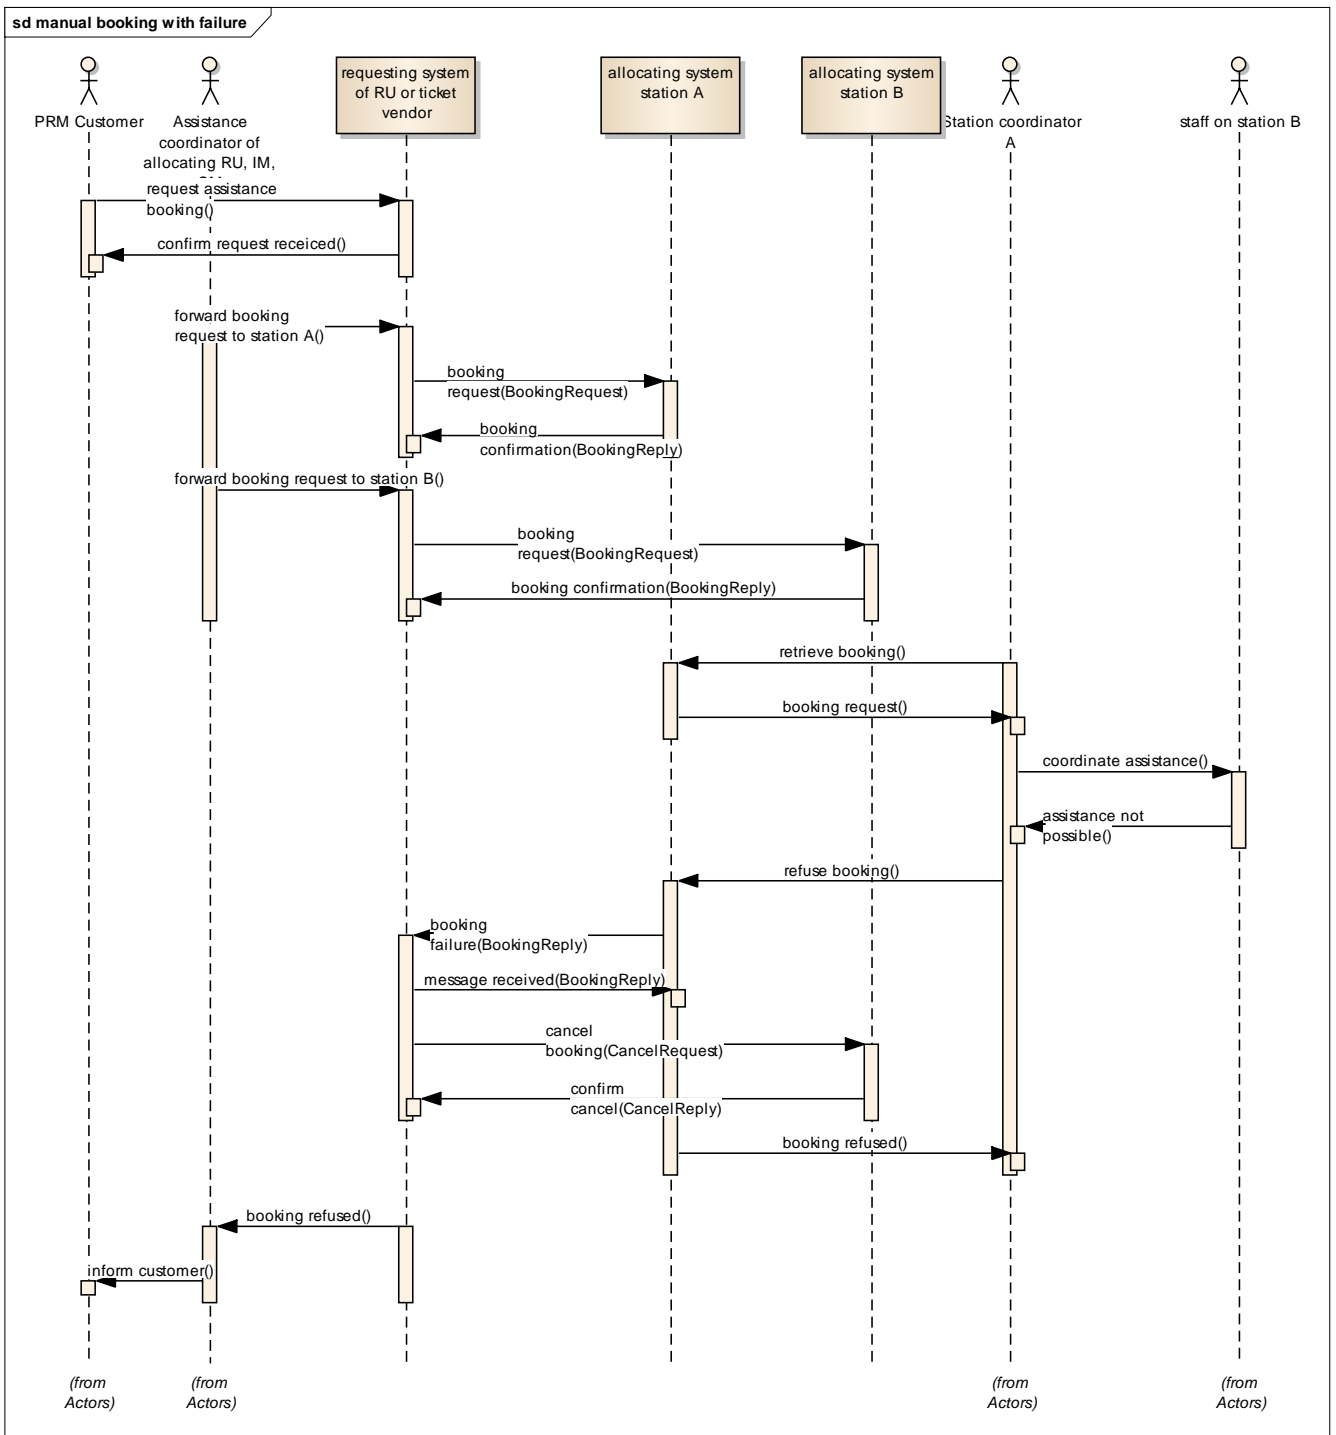 sd manual booking with failure
requesting system
of RU or ticket
vendor
allocating system
station A
allocating system
station B
PRM Customer
Assistance
coordinator of
allocating RU, IM,
Station coordinator
A
staff on station B
request assistance
booking()
confirm request receiced()
forward booking
request to station A()
booking
request(BookingRequest)
booking
confirmation(BookingReply)
forward booking request to station B()
booking
request(BookingRequest)
booking confirmation(BookingReply)
retrieve booking()
booking request()
coordinate assistance()
assistance not
possible()
refuse booking()
booking
failure(BookingReply)
message received(BookingReply)
cancel
booking(CancelRequest)
confirm
cancel(CancelReply)
booking refused()
booking refused()
inform customer()
(from
Actors)
(from
Actors)
(from
Actors)
(from
Actors)